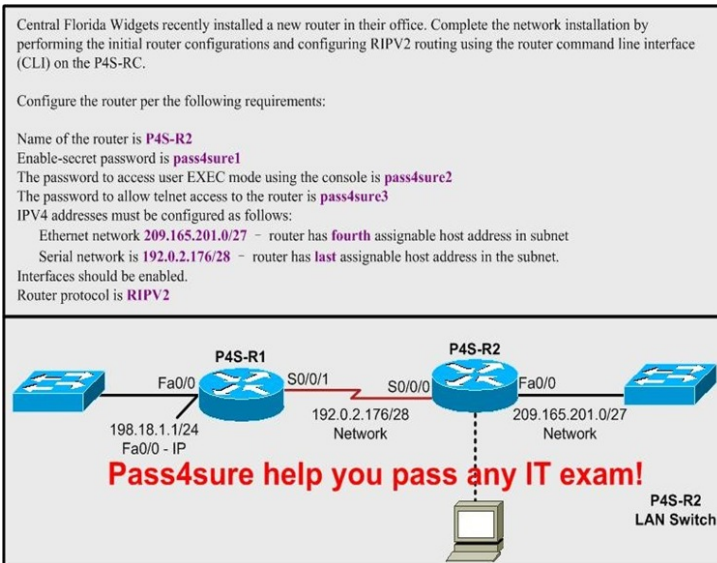 Central Florida Widgets recently installed a new router in their office. Complete the network installation by
performing the initial router configurations and configuring RIPV2 routing using the router command line interface
(CLI) on the P4S-RC.
Configure the router per the following requirements:
Name of the router is P4S-R2
Enable-secret password is pass4sure1
The password to access user EXEC mode using the console is pass4sure2
The password to allow telnet access to the router is pass4sure3
IPV4 addresses must be configured as follows:
Ethernet network 209.165.201.0/27 – router has fourth assignable host address in subnet
Serial network is 192.0.2.176/28 – router has last assignable host address in the subnet.
Interfaces should be enabled.
Router protocol is RIPV2
P4S-R1
P4S-R2
Fa0/0
S0/0/1
S0/0/0
Fa0/0
198.18.1.1/24
Fa0/0 - IP
192.0.2.176/28
Network
209.165.201.0/27
Network
Pass4sure help you pass any IT exam!
P4S-R2
LAN Switch